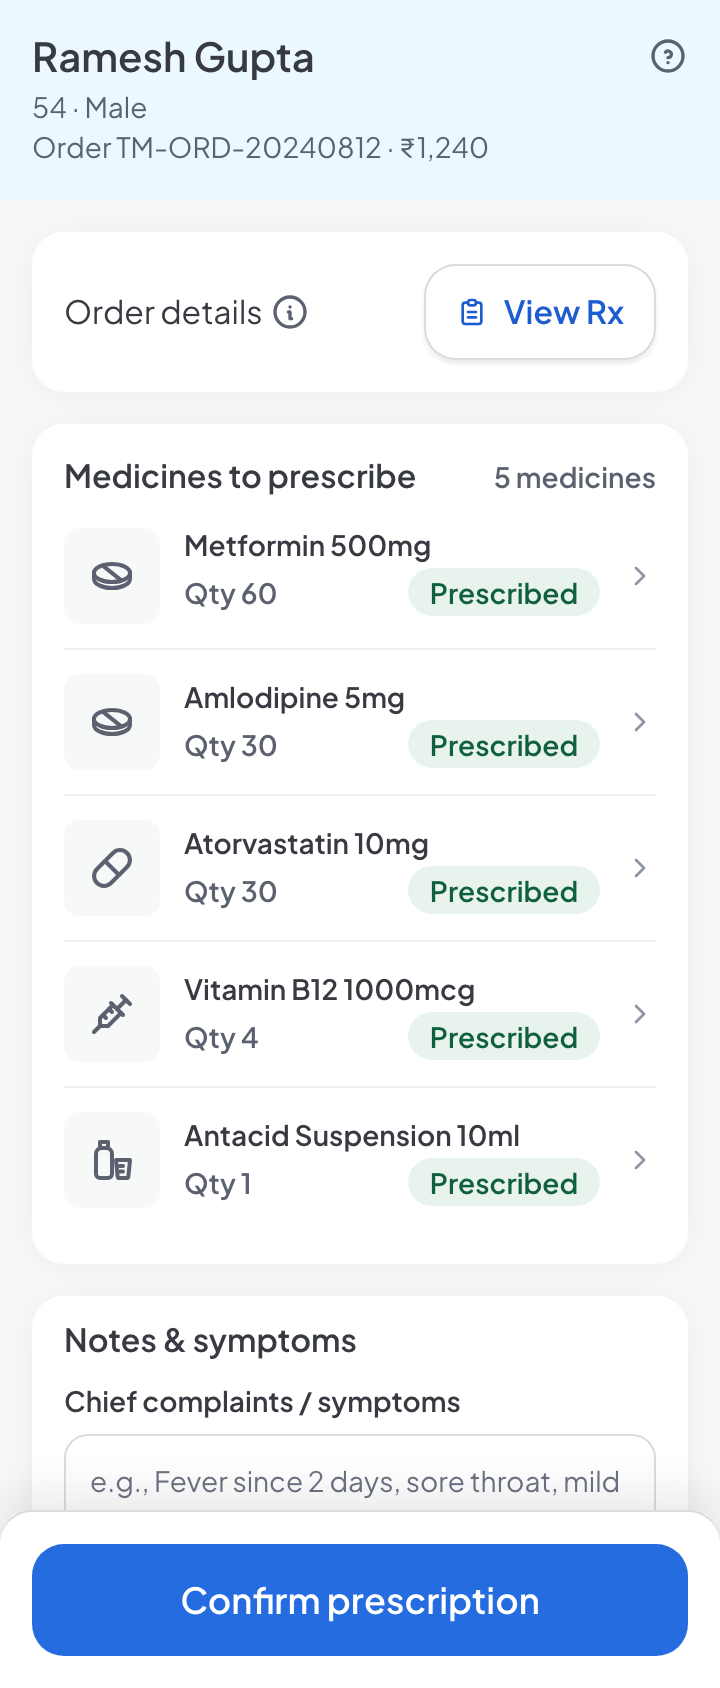 Ramesh Gupta
54 · Male
Order TM-ORD-20240812 · ₹1,240
Order details
View Rx
Medicines to prescribe
5 medicines
Metformin 500mg
Qty 60
Prescribed
Amlodipine 5mg
Qty 30
Prescribed
Atorvastatin 10mg
Qty 30
Prescribed
Vitamin B12 1000mcg
Qty 4
Prescribed
Antacid Suspension 10ml
Qty 1
Prescribed
Notes & symptoms
Chief complaints / symptoms
e.g., Fever since 2 days, sore throat, mild
Confirm prescription